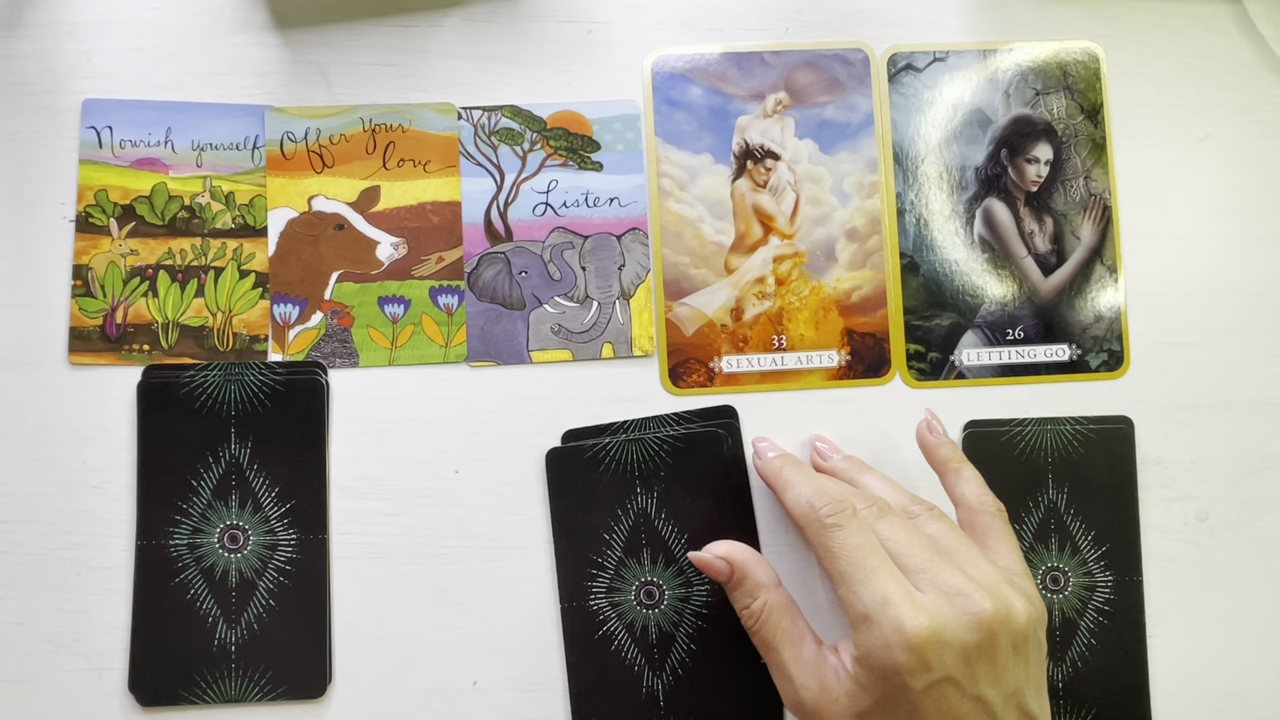 Nourish yourself
Offer Your
love
Listen
33
SEXUAL ARTS
26
LETTING GO